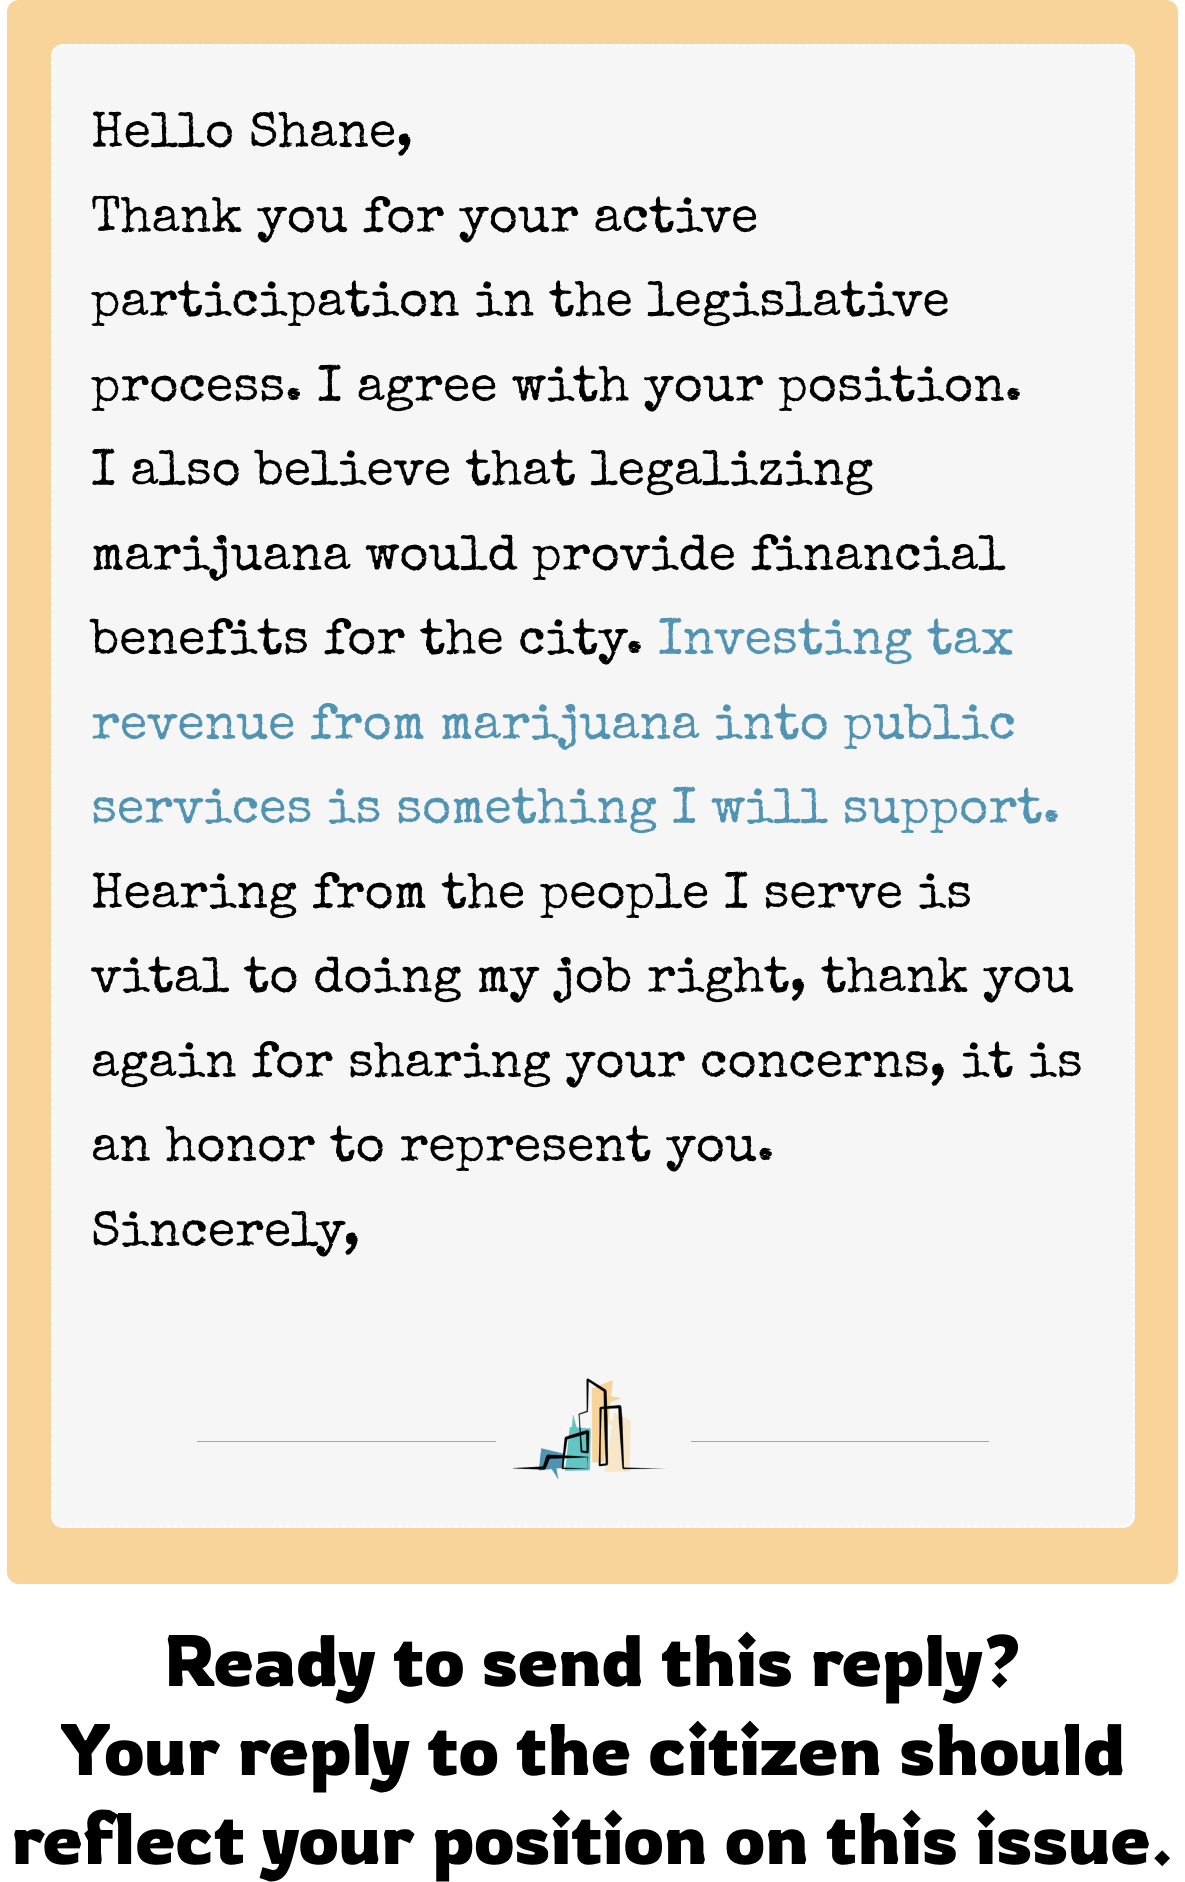 Hello Shane,
Thank you for your active
participation in the legislative
process. I agree with your position.
I also believe that legalizing
marijuana would provide financial
benefits for the city. Investing tax
revenue from marijuana into public
services is something I will support.
Hearing from the people I serve is
vital to doing my job right, thank you
again for sharing your concerns, it is
an honor to represent you.
Sincerely,
Ready to send this reply?
Your reply to the citizen should
reflect your position on this issue.